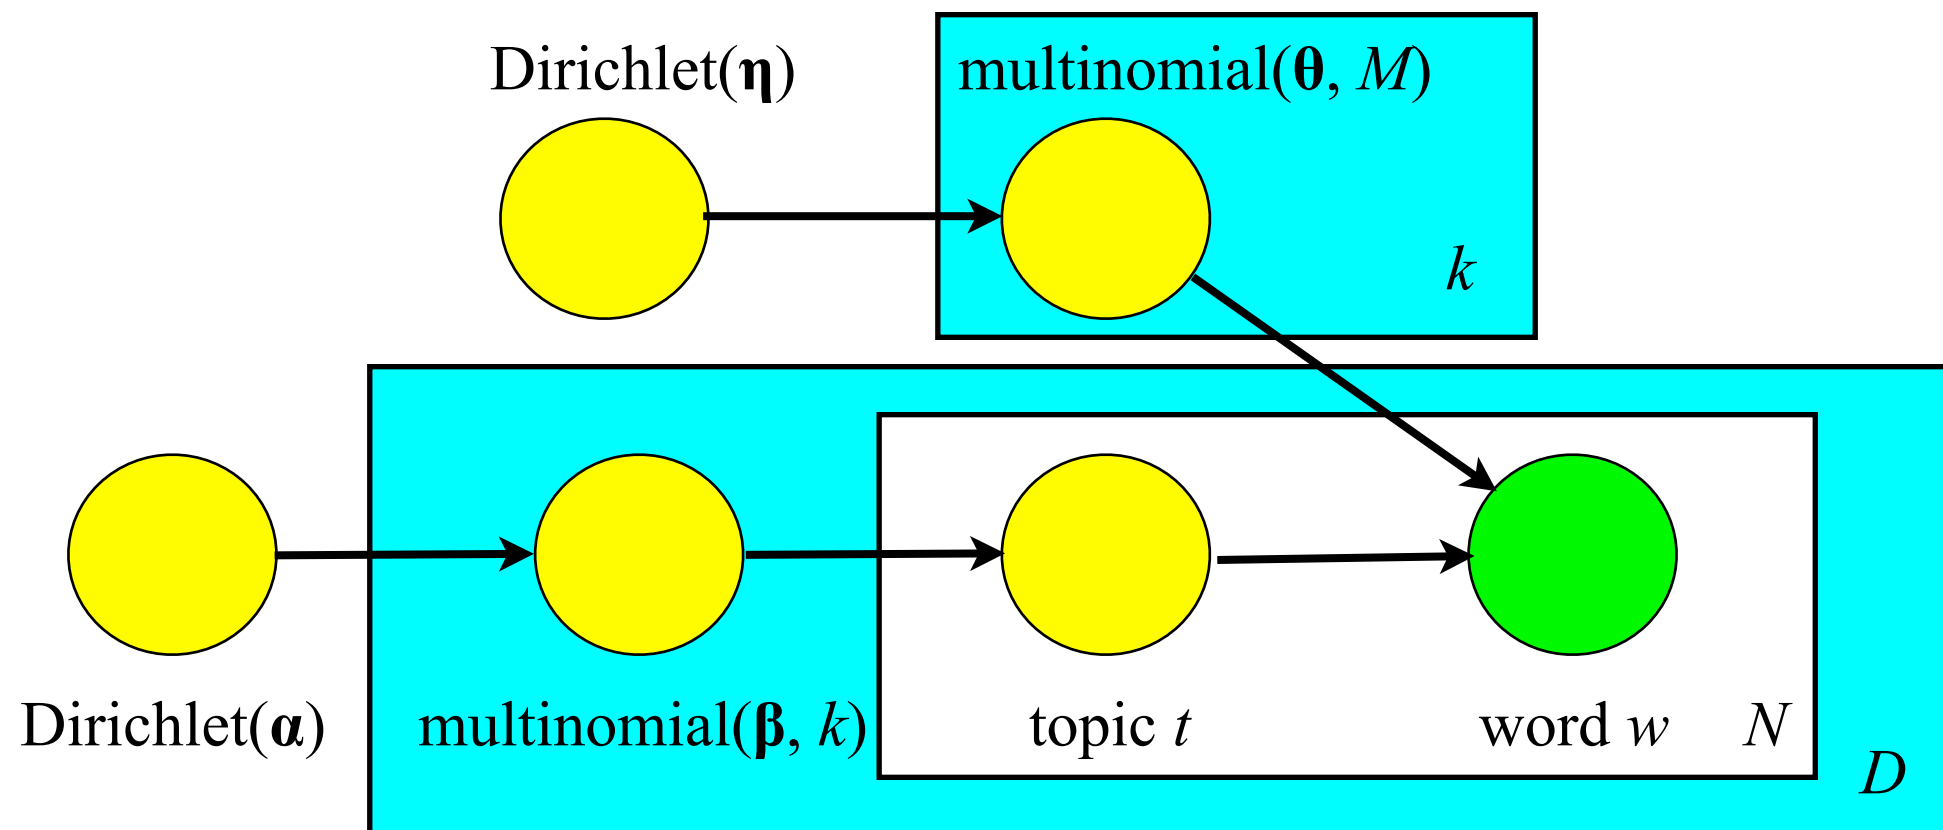 Dirichlet(η)
multinomial(θ, M)
k
Dirichlet(α)
multinomial(β, k)
topic t
word w
N
D